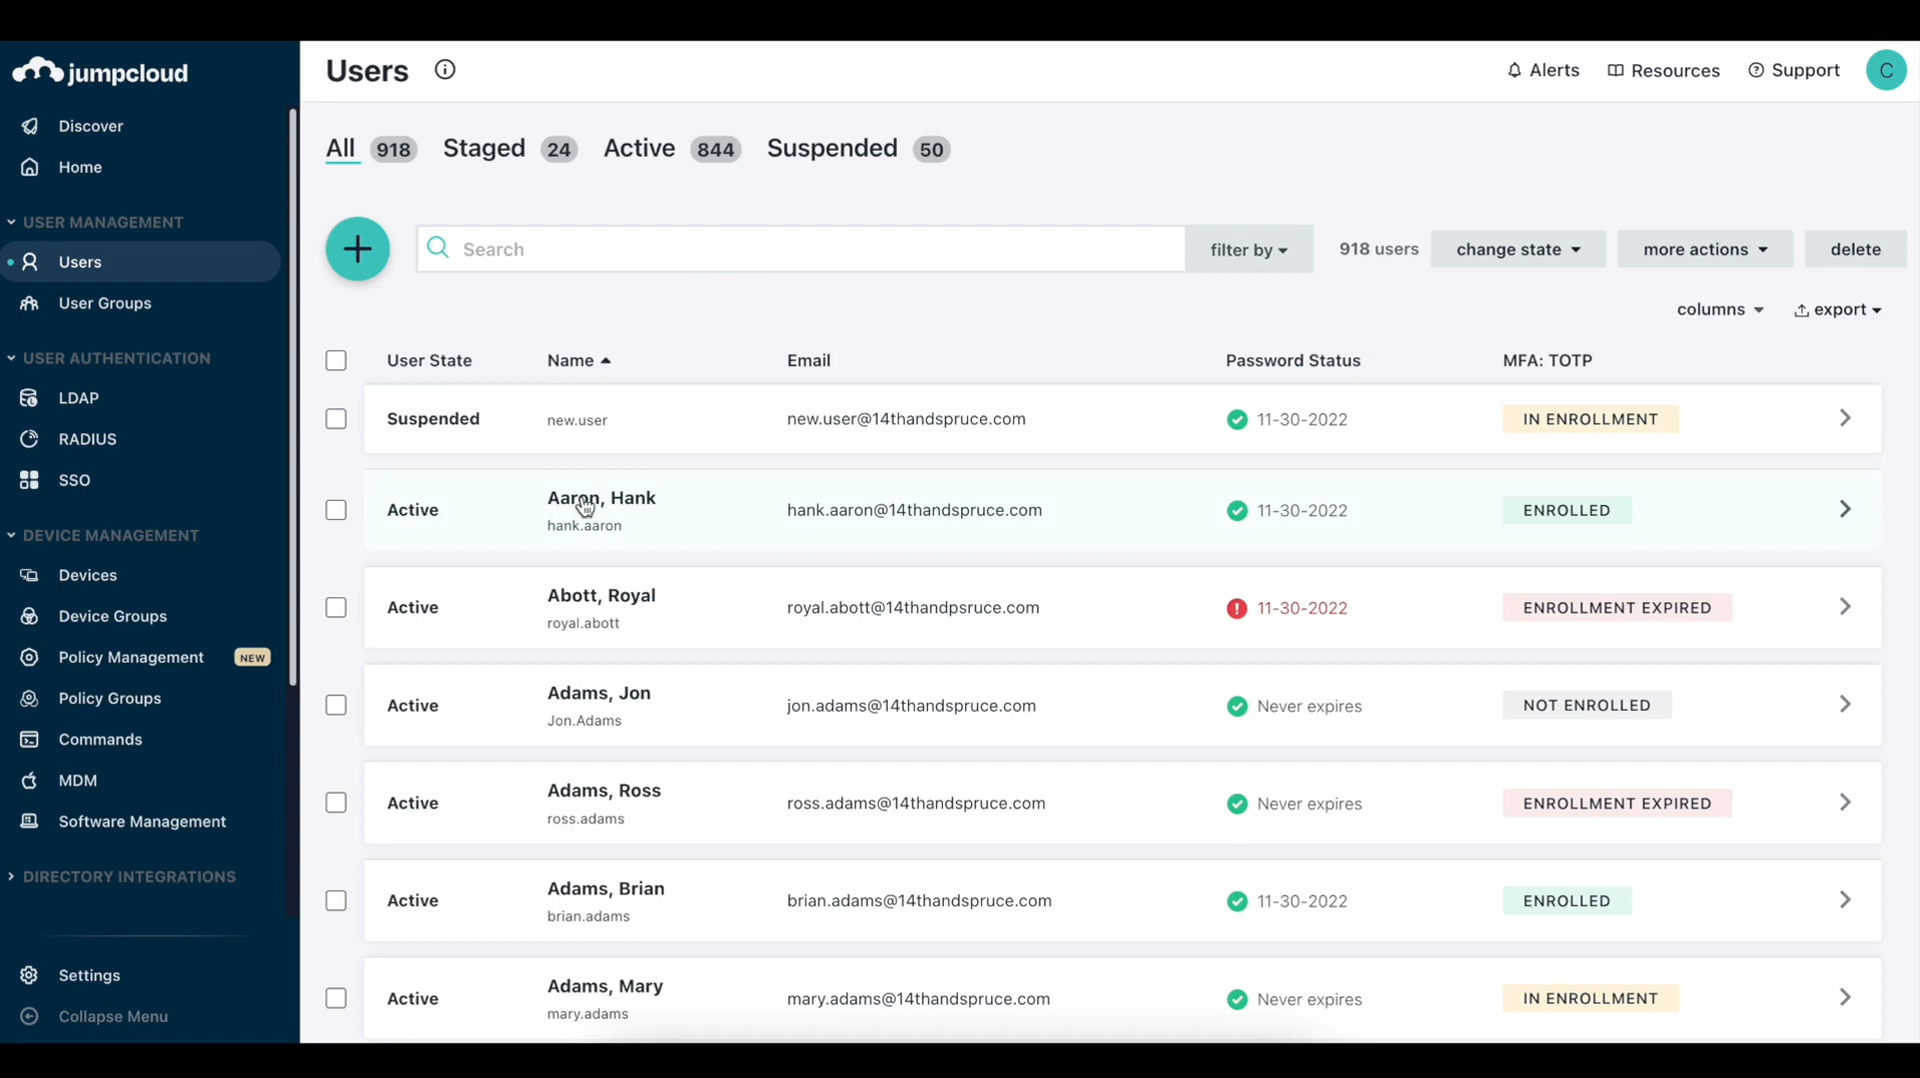 jumpcloud
Discover
Home
USER MANAGEMENT
Users
User Groups
USER AUTHENTICATION
LDAP
RADIUS
SSO
DEVICE MANAGEMENT
Devices
Device Groups
Policy Management NEW
Policy Groups
Commands
MDM
Software Management
DIRECTORY INTEGRATIONS
Settings
Collapse Menu
Users
Alerts Resources Support C
All 918 Staged 24 Active 844 Suspended 50
Search filter by 918 users change state more actions delete
columns export
User State Name Email Password Status MFA: TOTP
Suspended new.user new.user@14thandspruce.com 11-30-2022 IN ENROLLMENT
Aaron, Hank
Active hank.aaron@14thandspruce.com 11-30-2022 ENROLLED
hank.aaron
Abott, Royal
Active royal.abott@14thandpsruce.com 11-30-2022 ENROLLMENT EXPIRED
royal.abott
Adams, Jon
Active jon.adams@14thandspruce.com Never expires NOT ENROLLED
Jon.Adams
Adams, Ross
Active ross.adams@14thandspruce.com Never expires ENROLLMENT EXPIRED
ross.adams
Adams, Brian
Active brian.adams@14thandspruce.com 11-30-2022 ENROLLED
brian.adams
Adams, Mary
Active mary.adams@14thandspruce.com Never expires IN ENROLLMENT
mary.adams